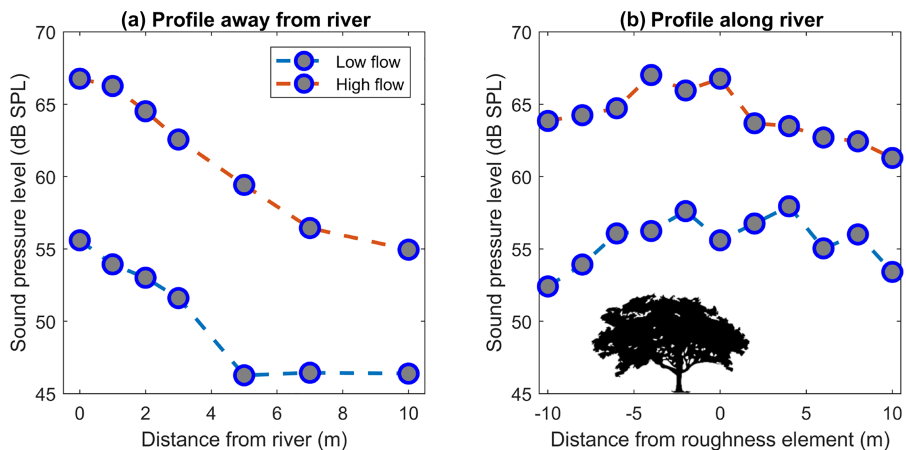 (a) Profile away from river
70
65
60
55
50
45
Sound pressure level (dB SPL)
0
2
4
6
8
10
Distance from river (m)
Low flow
High flow
(b) Profile along river
70
65
60
55
50
45
Sound pressure level (dB SPL)
-10
-5
0
5
10
Distance from roughness element (m)